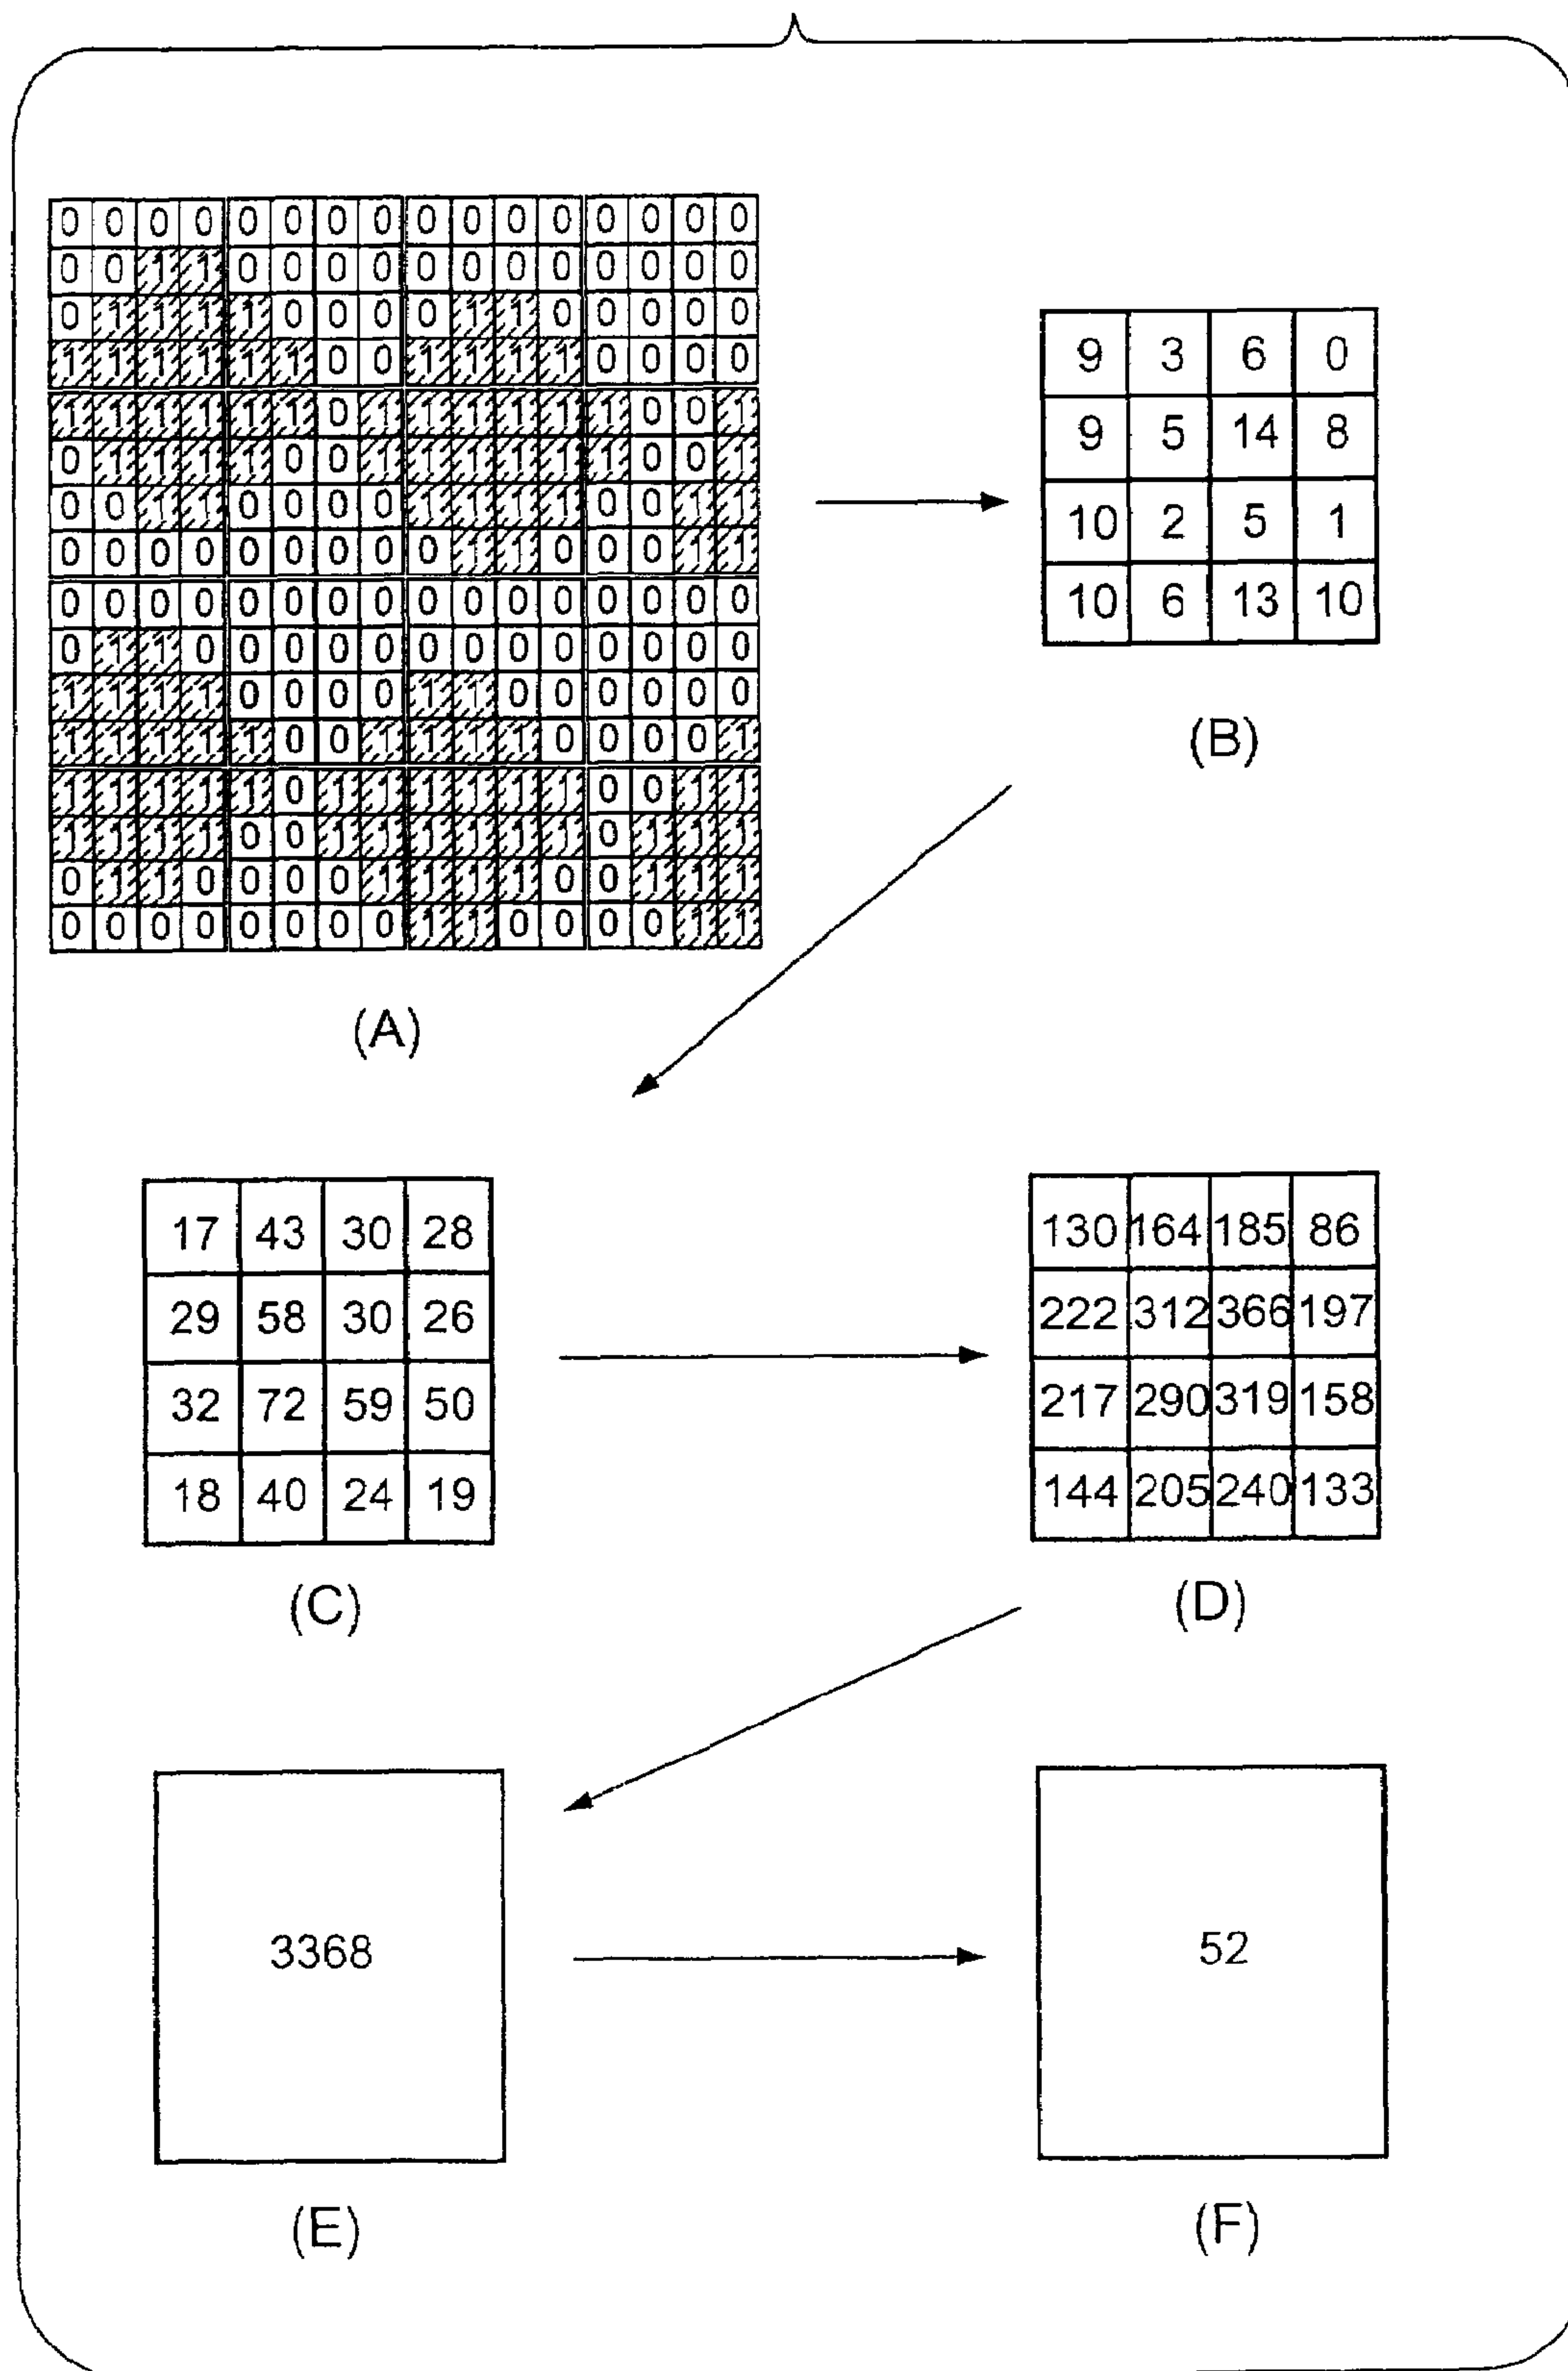 0 0 0 0 0 0 0 0 0 0 0 0 0 0 0 0
0 0 1 1 0 0 0 0 0 0 0 0 0 0 0 0
0 1 1 1 1 0 0 0 0 1 1 0 0 0 0 0
1 1 1 1 1 1 0 0 1 1 1 1 0 0 0 0
1 1 1 1 1 1 0 1 1 1 1 1 1 0 0 1
0 1 1 1 1 0 0 1 1 1 1 1 1 0 0 1
0 0 1 1 0 0 0 0 1 1 1 1 0 0 1 1
0 0 0 0 0 0 0 0 0 1 1 0 0 0 1 1
0 0 0 0 0 0 0 0 0 0 0 0 0 0 0 0
0 1 1 0 0 0 0 0 0 0 0 0 0 0 0 0
1 1 1 1 0 0 0 0 1 1 0 0 0 0 0 0
1 1 1 1 1 0 0 1 1 1 1 0 0 0 0 1
1 1 1 1 1 0 1 1 1 1 1 1 0 0 1 1
1 1 1 1 0 0 1 1 1 1 1 1 0 1 1 1
0 1 1 0 0 0 0 1 1 1 1 0 0 1 1 1
0 0 0 0 0 0 0 0 1 1 0 0 0 0 1 1
(A)
9 3 6 0
9 5 14 8
10 2 5 1
10 6 13 10
(B)
17 43 30 28
29 58 30 26
32 72 59 50
18 40 24 19
(C)
130 164 185 86
222 312 366 197
217 290 319 158
144 205 240 133
(D)
3368
(E)
52
(F)